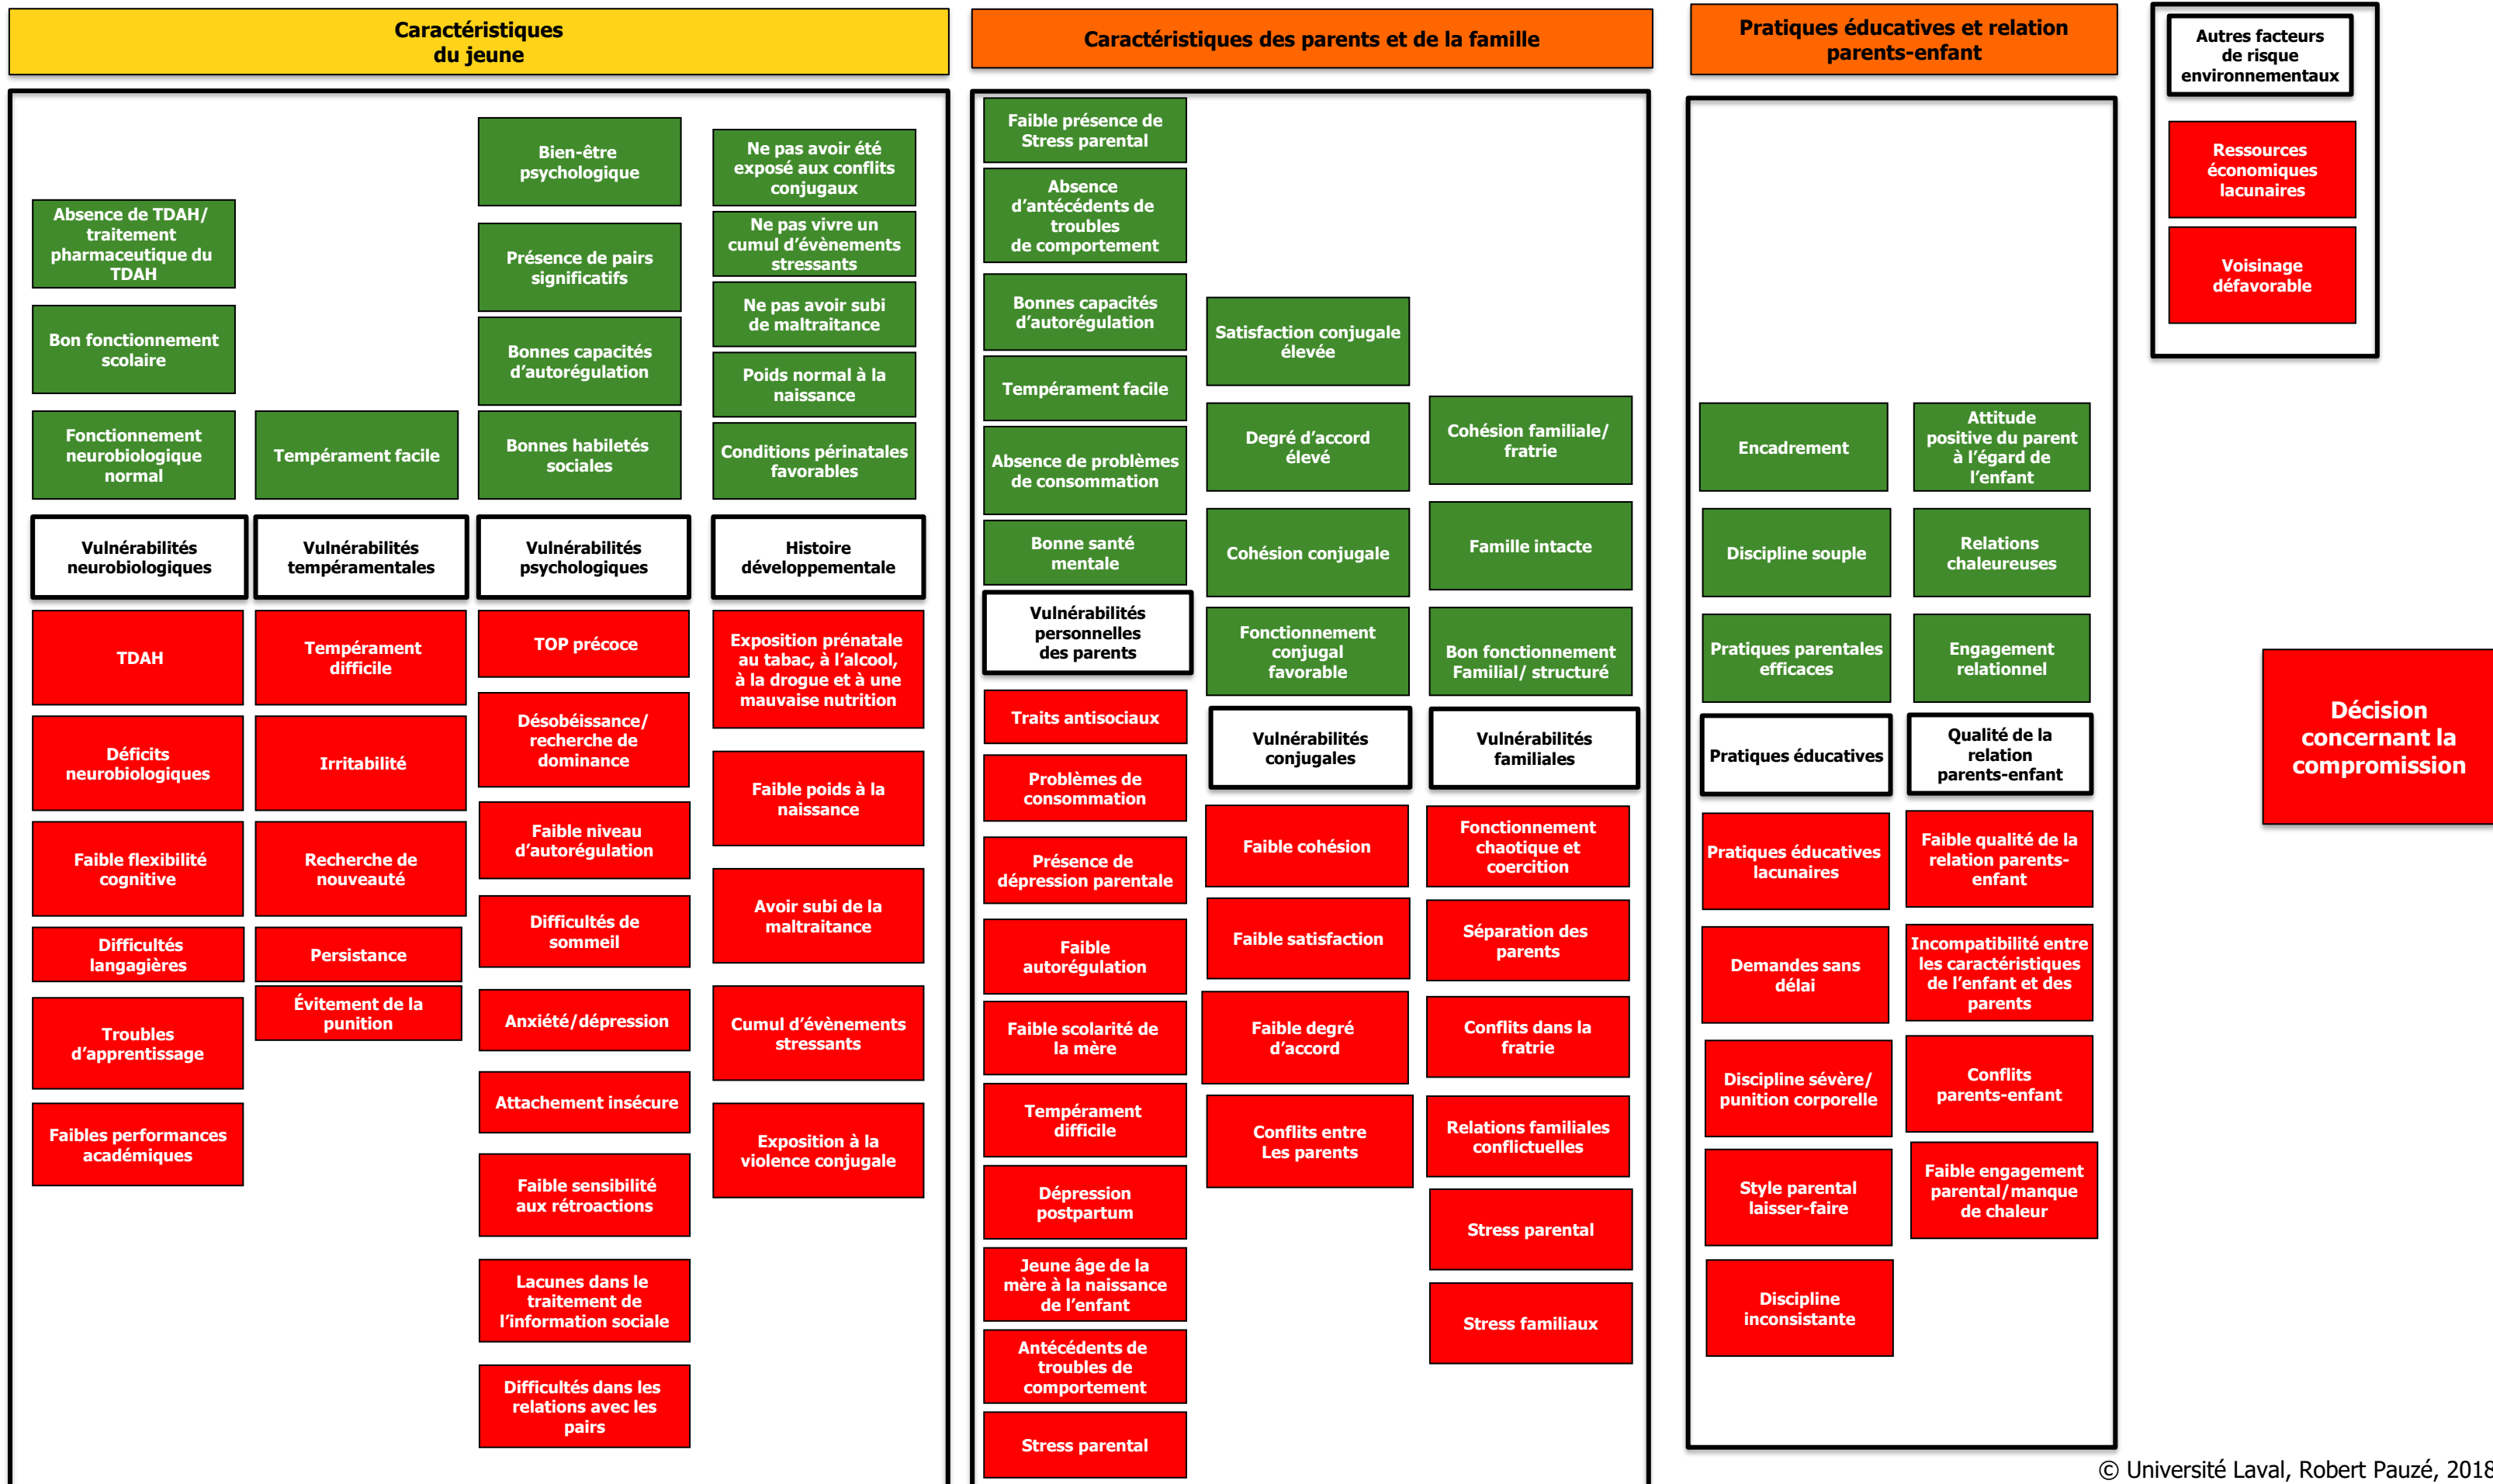 Caractéristiques
du jeune
Absence de TDAH/
traitement
pharmaceutique du
TDAH
Bon fonctionnement
scolaire
Fonctionnement
neurobiologique
normal
Vulnérabilités
neurobiologiques
TDAH
Déficits
neurobiologiques
Faible flexibilité
cognitive
Difficultés
langagières
Troubles
d’apprentissage
Faibles performances
académiques
Tempérament facile
Vulnérabilités
tempéramentales
Tempérament
difficile
Irritabilité
Recherche de
nouveauté
Persistance
Évitement de la
punition
Bien-être
psychologique
Présence de pairs
significatifs
Bonnes capacités
d’autorégulation
Bonnes habiletés
sociales
Vulnérabilités
psychologiques
TOP précoce
Désobéissance/
recherche de
dominance
Faible niveau
d’autorégulation
Difficultés de
sommeil
Anxiété/dépression
Attachement insécure
Faible sensibilité
aux rétroactions
Lacunes dans le
traitement de
l’information sociale
Difficultés dans les
relations avec les
pairs
Ne pas avoir été
exposé aux conflits
conjugaux
Ne pas vivre un
cumul d’évènements
stressants
Ne pas avoir subi
de maltraitance
Poids normal à la
naissance
Conditions périnatales
favorables
Histoire
développementale
Exposition prénatale
au tabac, à l’alcool,
à la drogue et à une
mauvaise nutrition
Faible poids à la
naissance
Avoir subi de la
maltraitance
Cumul d’évènements
stressants
Exposition à la
violence conjugale
Caractéristiques des parents et de la famille
Faible présence de
Stress parental
Absence
d’antécédents de
troubles
de comportement
Bonnes capacités
d’autorégulation
Tempérament facile
Absence de problèmes
de consommation
Bonne santé
mentale
Vulnérabilités
personnelles
des parents
Traits antisociaux
Problèmes de
consommation
Présence de
dépression parentale
Faible
autorégulation
Faible scolarité de
la mère
Tempérament
difficile
Dépression
postpartum
Jeune âge de la
mère à la naissance
de l’enfant
Antécédents de
troubles de
comportement
Stress parental
Satisfaction conjugale
élevée
Degré d’accord
élevé
Cohésion conjugale
Fonctionnement
conjugal
favorable
Vulnérabilités
conjugales
Faible cohésion
Faible satisfaction
Faible degré
d’accord
Conflits entre
Les parents
Cohésion familiale/
fratrie
Famille intacte
Bon fonctionnement
Familial/ structuré
Vulnérabilités
familiales
Fonctionnement
chaotique et
coercition
Séparation des
parents
Conflits dans la
fratrie
Relations familiales
conflictuelles
Stress parental
Stress familiaux
Pratiques éducatives et relation
parents-enfant
Encadrement
Discipline souple
Pratiques parentales
efficaces
Pratiques éducatives
Pratiques éducatives
lacunaires
Demandes sans
délai
Discipline sévère/
punition corporelle
Style parental
laisser-faire
Discipline
inconsistante
Attitude
positive du parent
à l’égard de
l’enfant
Relations
chaleureuses
Engagement
relationnel
Qualité de la
relation
parents-enfant
Faible qualité de la
relation parents-
enfant
Incompatibilité entre
les caractéristiques
de l’enfant et des
parents
Conflits
parents-enfant
Faible engagement
parental/manque
de chaleur
Autres facteurs
de risque
environnementaux
Ressources
économiques
lacunaires
Voisinage
défavorable
Décision
concernant la
compromission
© Université Laval, Robert Pauzé, 2018